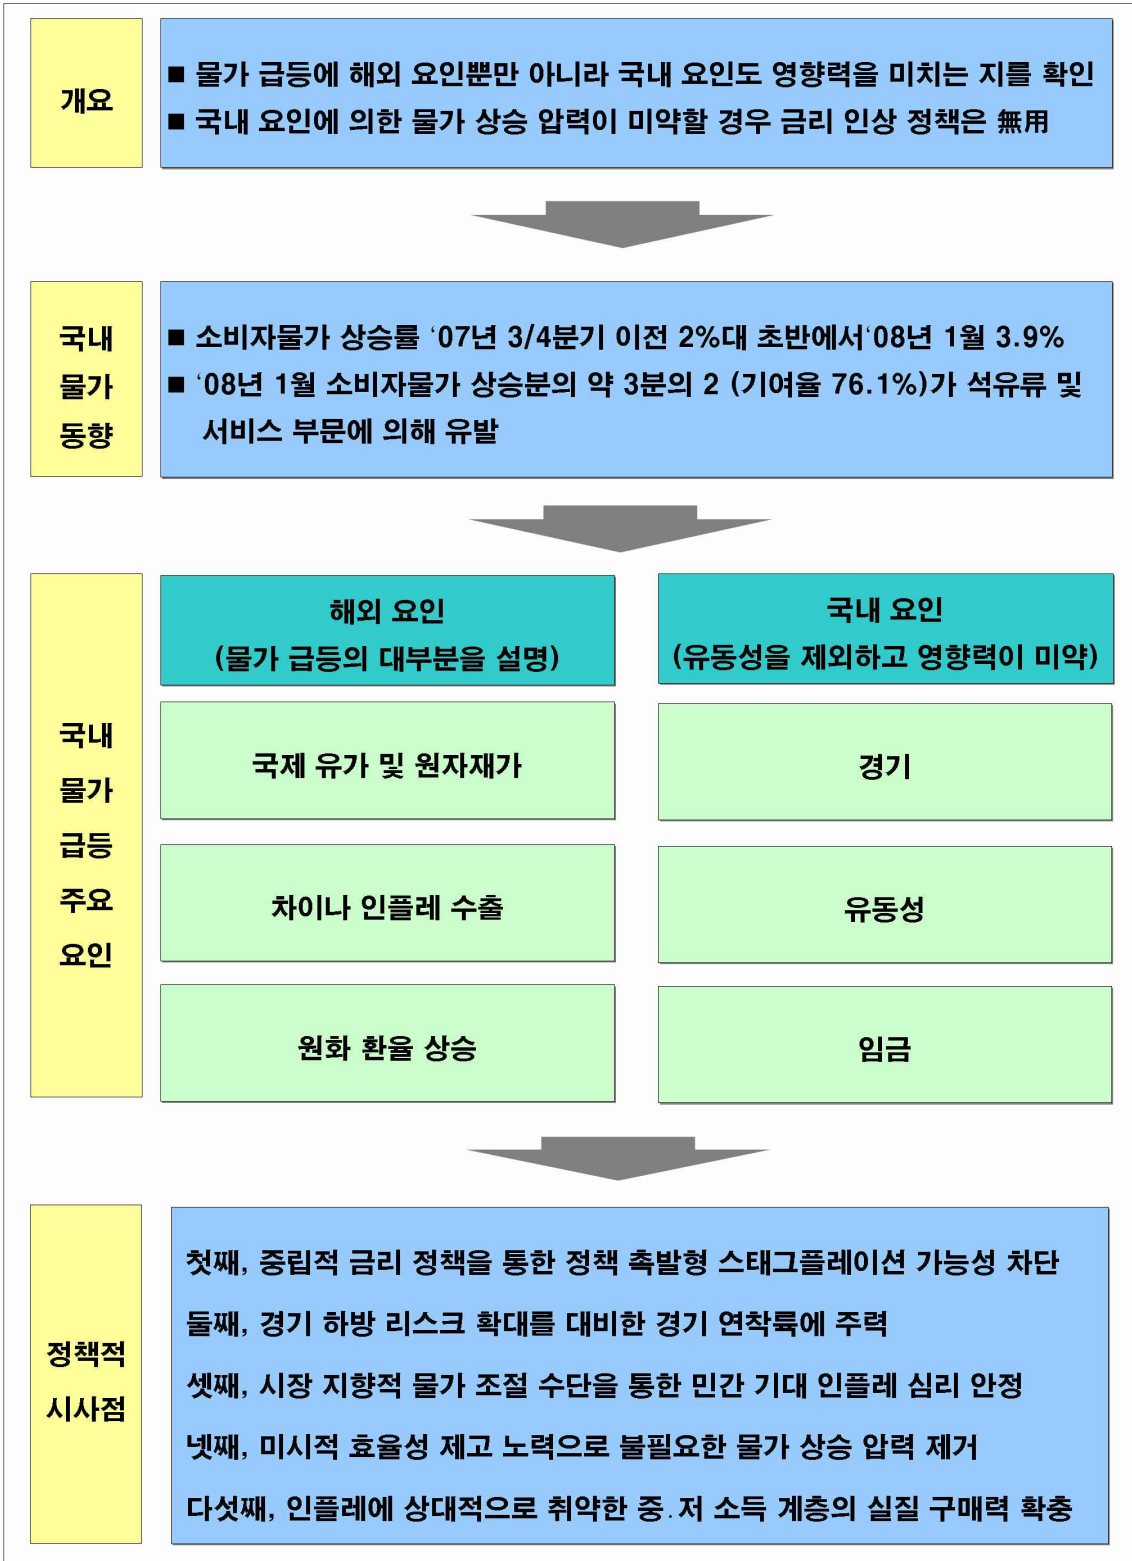 개요
■ 물가 급등에 해외 요인뿐만 아니라 국내 요인도 영향력을 미치는 지를 확인
■ 국내 요인에 의한 물가 상승 압력이 미약할 경우 금리 인상 정책은 無用
국내
물가
동향
■ 소비자물가 상승률 ‘07년 3/4분기 이전 2%대 초반에서‘08년 1월 3.9%
■ ‘08년 1월 소비자물가 상승분의 약 3분의 2 (기여율 76.1%)가 석유류 및
서비스 부문에 의해 유발
국내
물가
급등
주요
요인
해외 요인
(물가 급등의 대부분을 설명)
국내 요인
(유동성을 제외하고 영향력이 미약)
국제 유가 및 원자재가
경기
차이나 인플레 수출
유동성
원화 환율 상승
임금
정책적
시사점
첫째, 중립적 금리 정책을 통한 정책 촉발형 스태그플레이션 가능성 차단
둘째, 경기 하방 리스크 확대를 대비한 경기 연착륙에 주력
셋째, 시장 지향적 물가 조절 수단을 통한 민간 기대 인플레 심리 안정
넷째, 미시적 효율성 제고 노력으로 불필요한 물가 상승 압력 제거
다섯째, 인플레에 상대적으로 취약한 중.저 소득 계층의 실질 구매력 확충